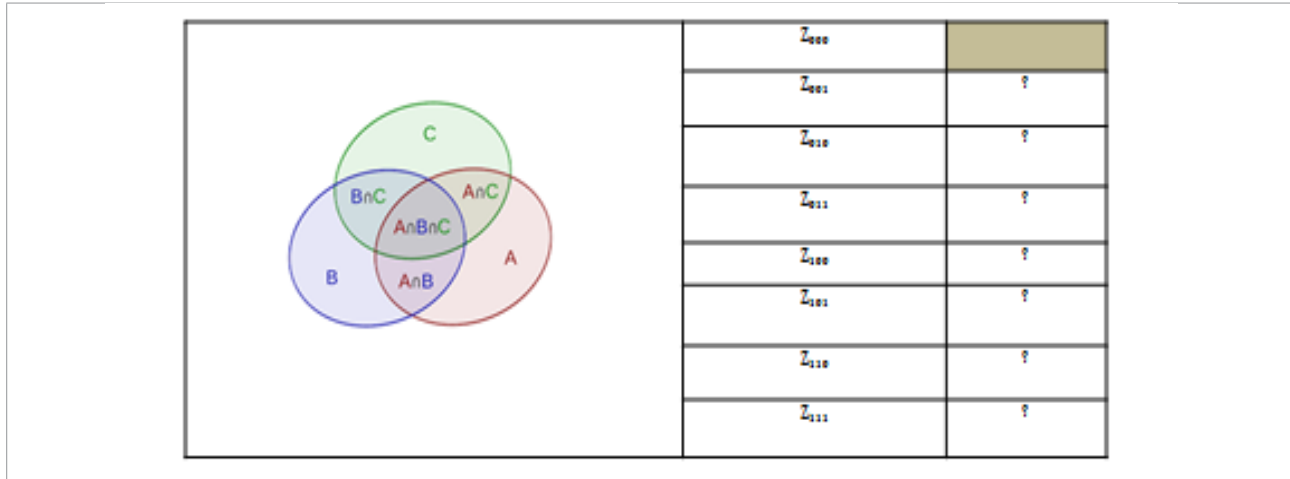 C
B∩C
A∩C
A∩B∩C
B
A∩B
A
Z₀₀₀
Z₀₀₁ ?
Z₀₁₀ ?
Z₀₁₁ ?
Z₁₀₀ ?
Z₁₀₁ ?
Z₁₁₀ ?
Z₁₁₁ ?